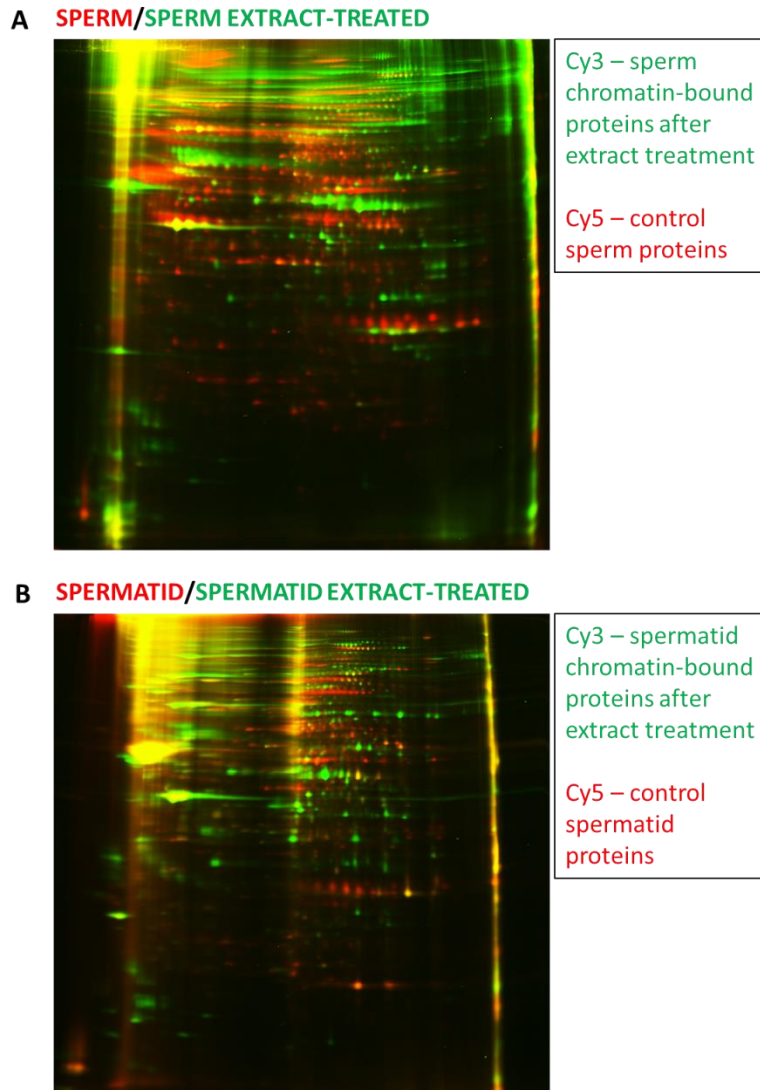 A SPERM/SPERM EXTRACT-TREATED
Cy3 – sperm
chromatin-bound
proteins after
extract treatment
Cy5 – control
sperm proteins
B SPERMATID/SPERMATID EXTRACT-TREATED
Cy3 – spermatid
chromatin-bound
proteins after
extract treatment
Cy5 – control
spermatid
proteins